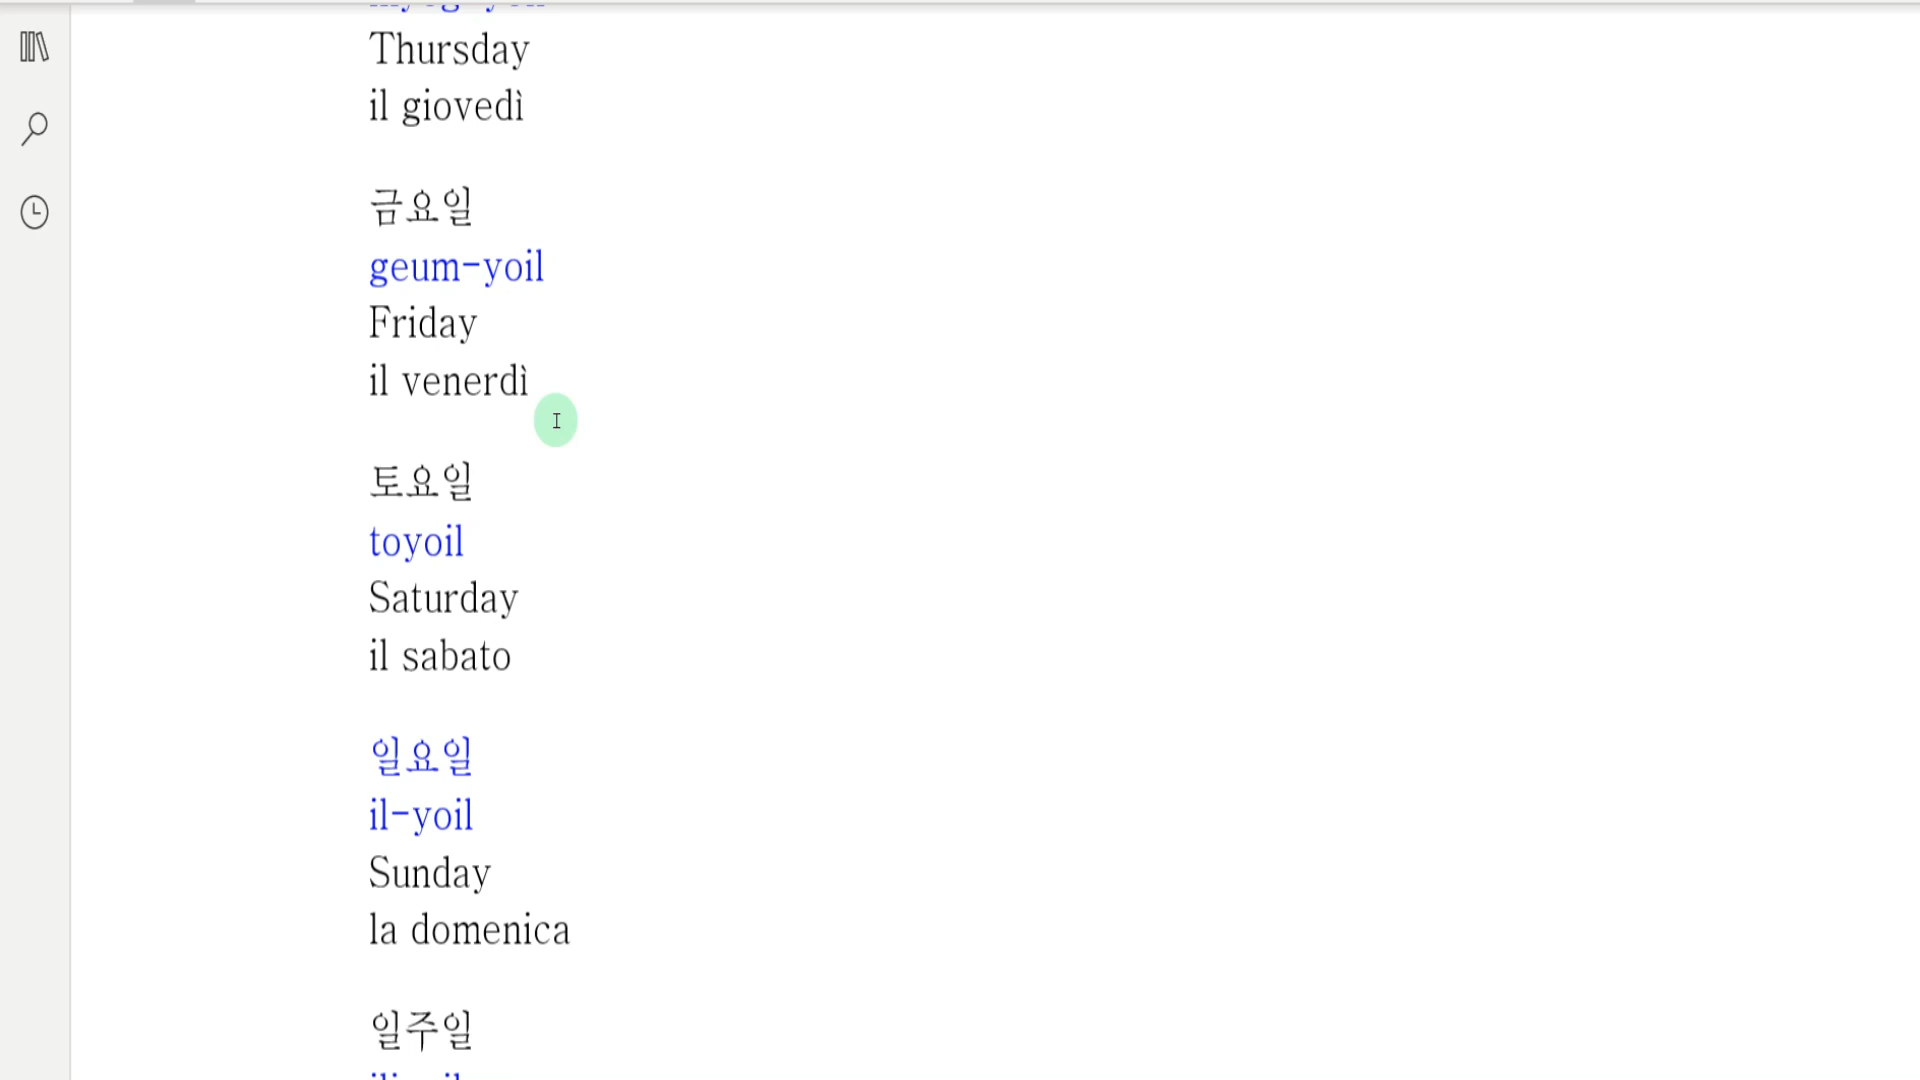 Thursday
il giovedì
금요일
geum-yoil
Friday
il venerdì
토요일
toyoil
Saturday
il sabato
일요일
il-yoil
Sunday
la domenica
일주일